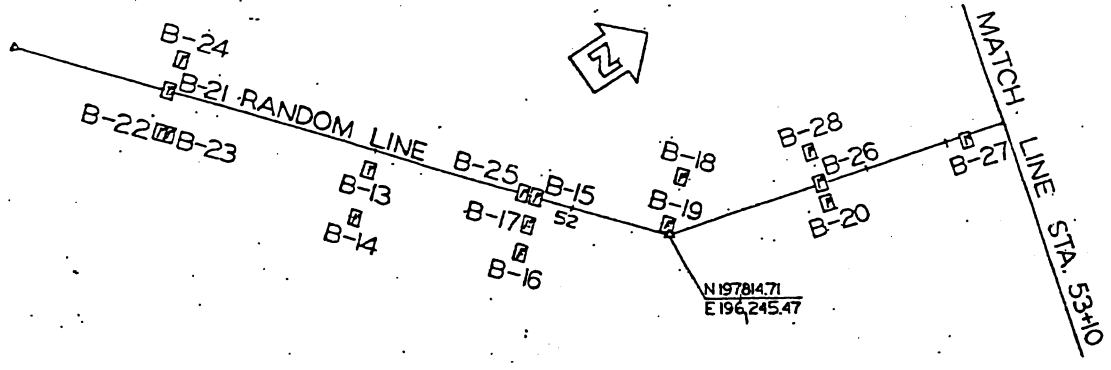 B-24
B-21
RANDOM LINE
B-22
B-23
B-13
B-14
B-25
B-15
B-17
52
B-16
B-18
B-19
N 197814.71
E 196,245.47
B-28
B-26
B-20
B-27
N
MATCH LINE STA. 53+10